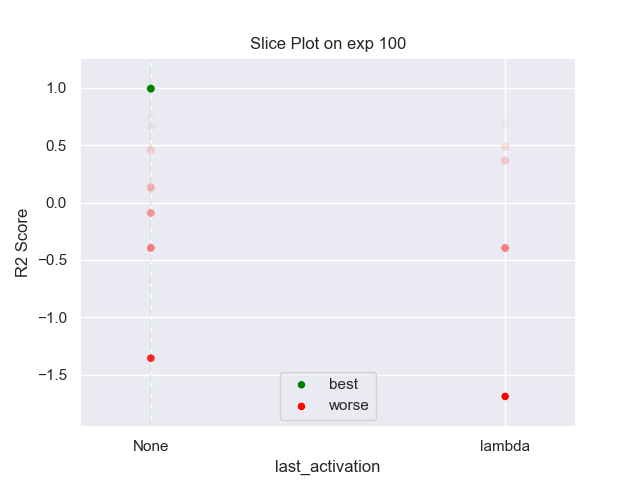 Slice Plot on exp 100
R2 Score
1.0
0.5
0.0
−0.5
−1.0
−1.5
best
worse
None
lambda
last_activation